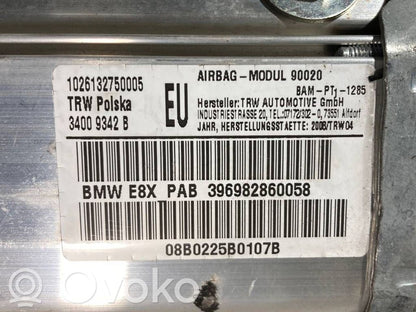 1026132750005
TRW Polska
3400 9342 B
EU
AIRBAG-MODUL 90020
BAM-PT1-1285
Hersteller:TRW AUTOMOTIVE GmbH
INDUSTRIESTRASSE 20, TEL.:07172/302-0, 73551 Alfdorf
JAHR, HERSTELLUNGSSTAETTE: 2008/TRW04
BMW E8X PAB 396982860058
08B0225B0107B
© OVOKO